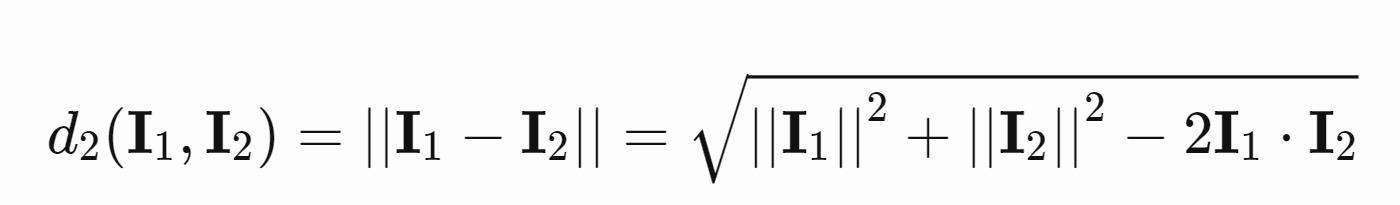 d₂(𝐈₁, 𝐈₂) = ||𝐈₁ − 𝐈₂|| = √(||𝐈₁||² + ||𝐈₂||² − 2𝐈₁ · 𝐈₂)